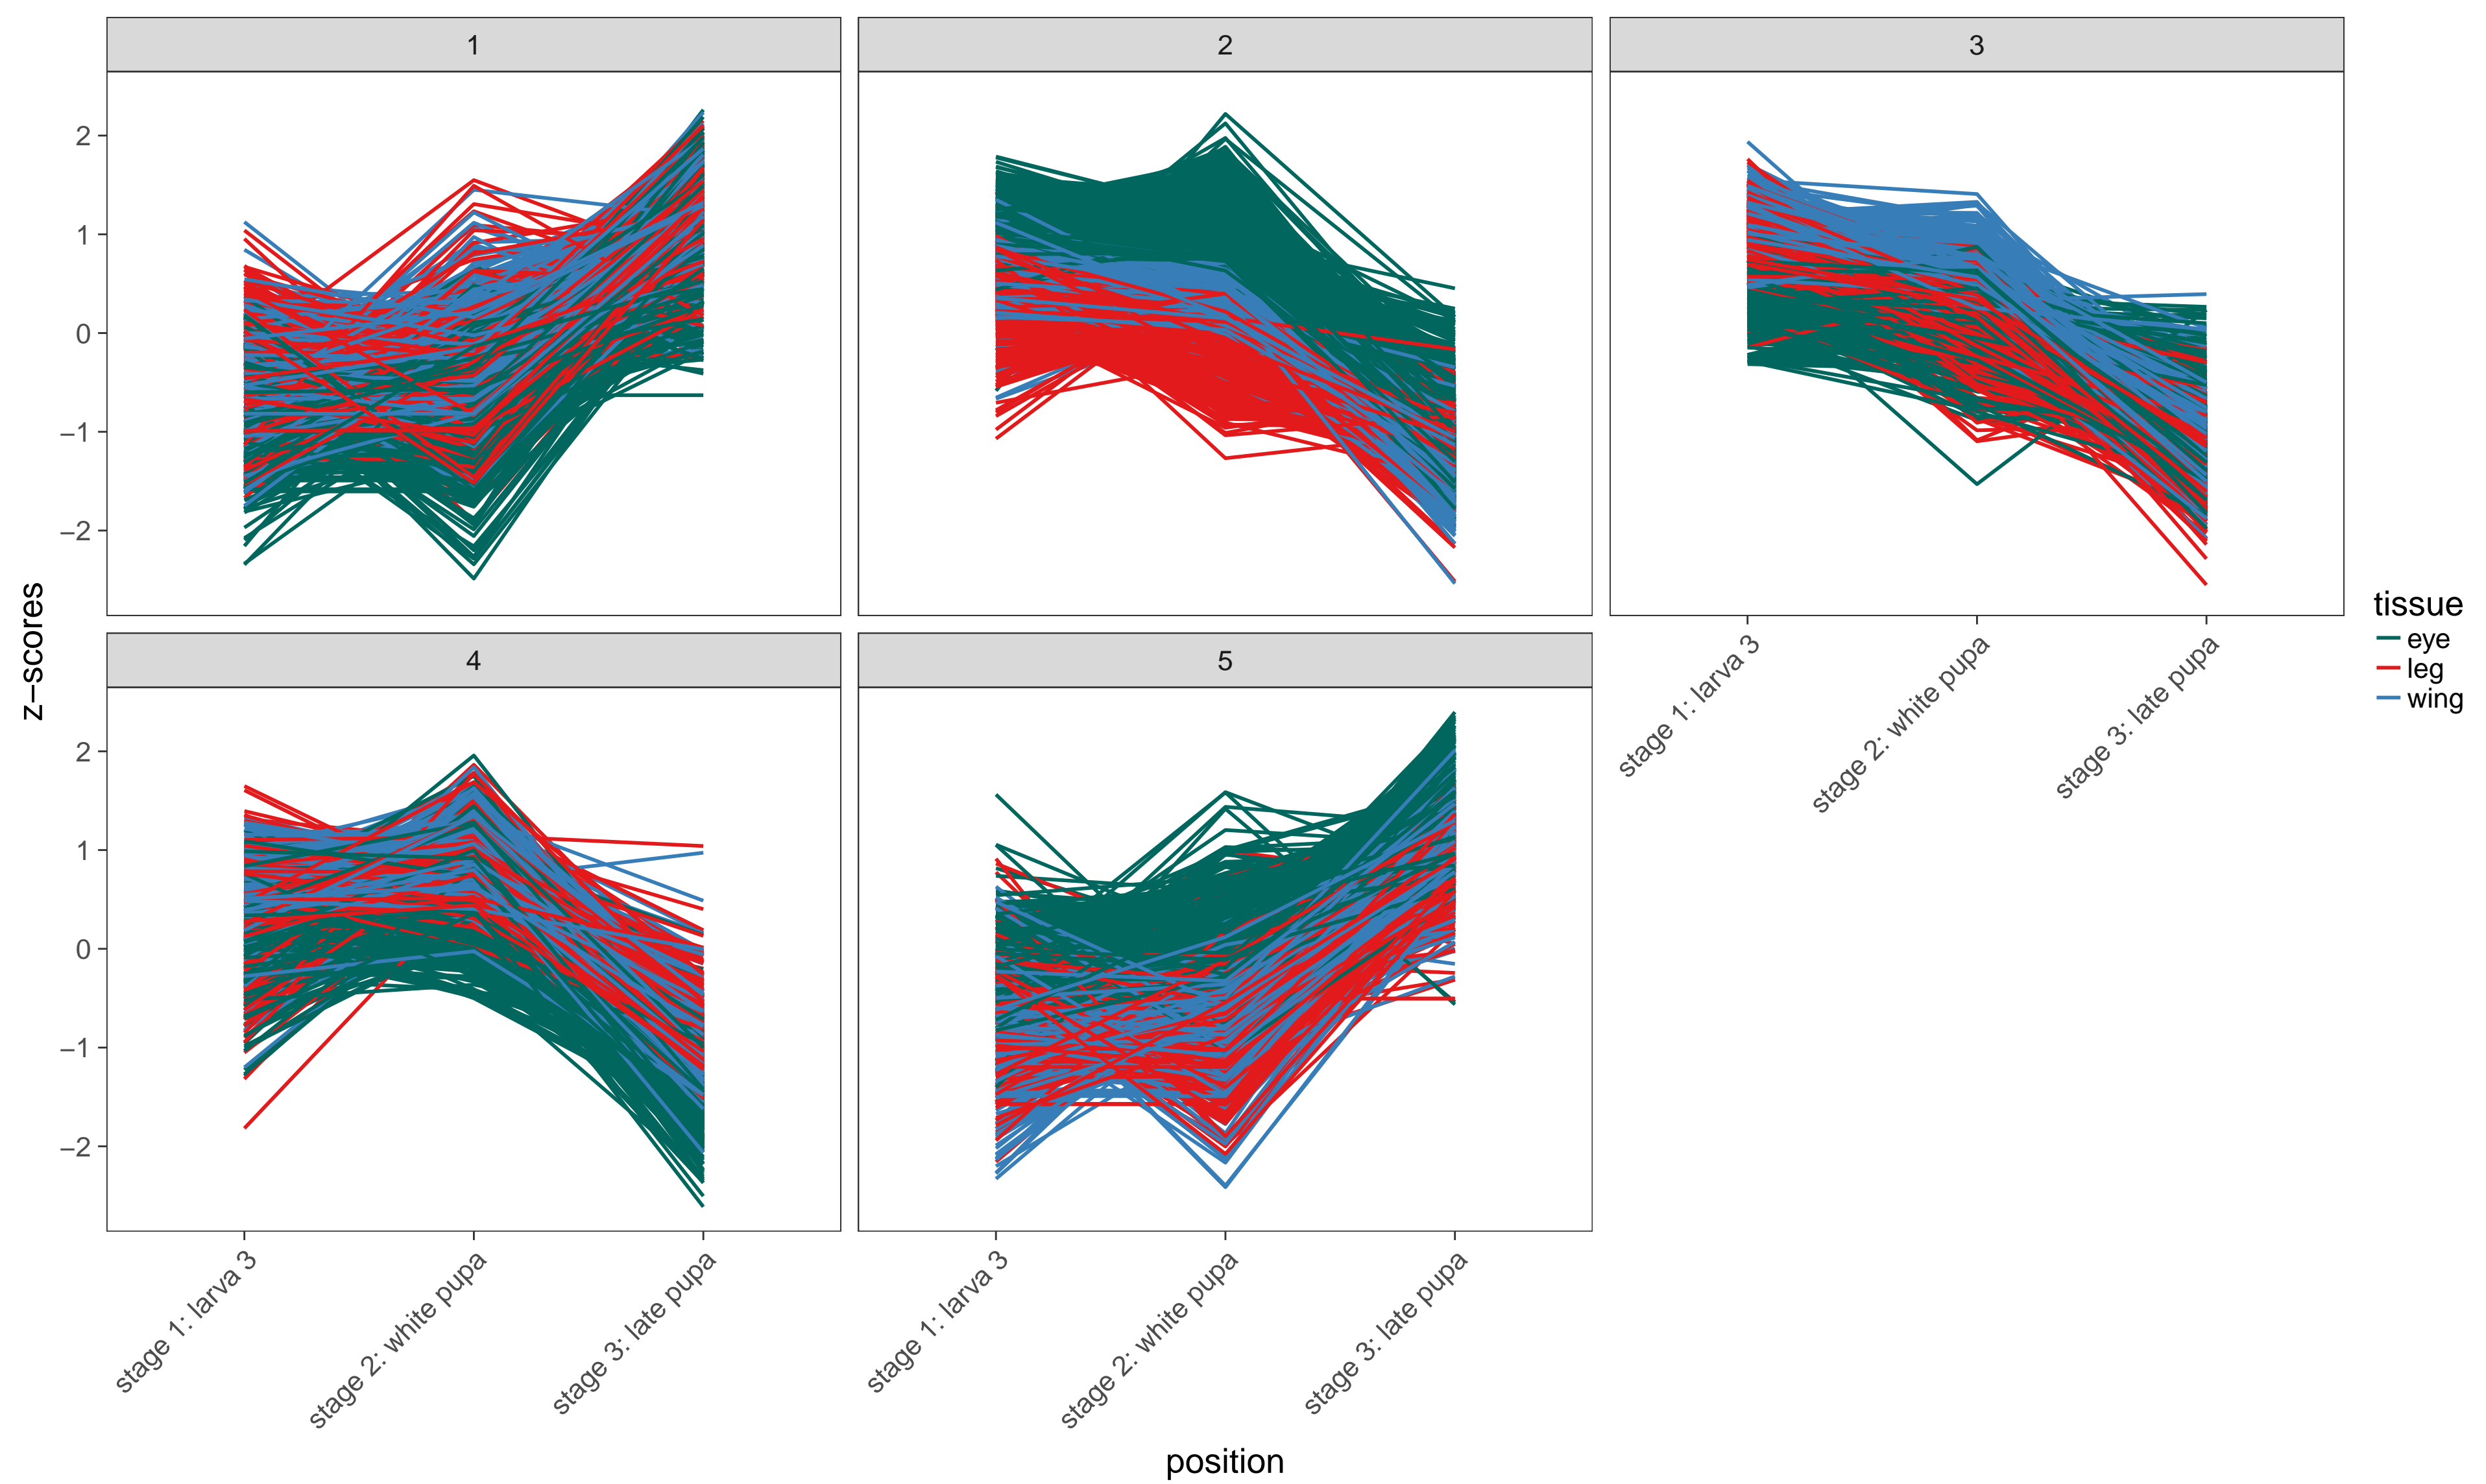 1
2
3
2
1
0
−1
−2
z−scores
tissue
eye
leg
wing
stage 1: larva 3
stage 2: white pupa
stage 3: late pupa
4
5
2
1
0
−1
−2
stage 1: larva 3
stage 2: white pupa
stage 3: late pupa
stage 1: larva 3
stage 2: white pupa
stage 3: late pupa
position